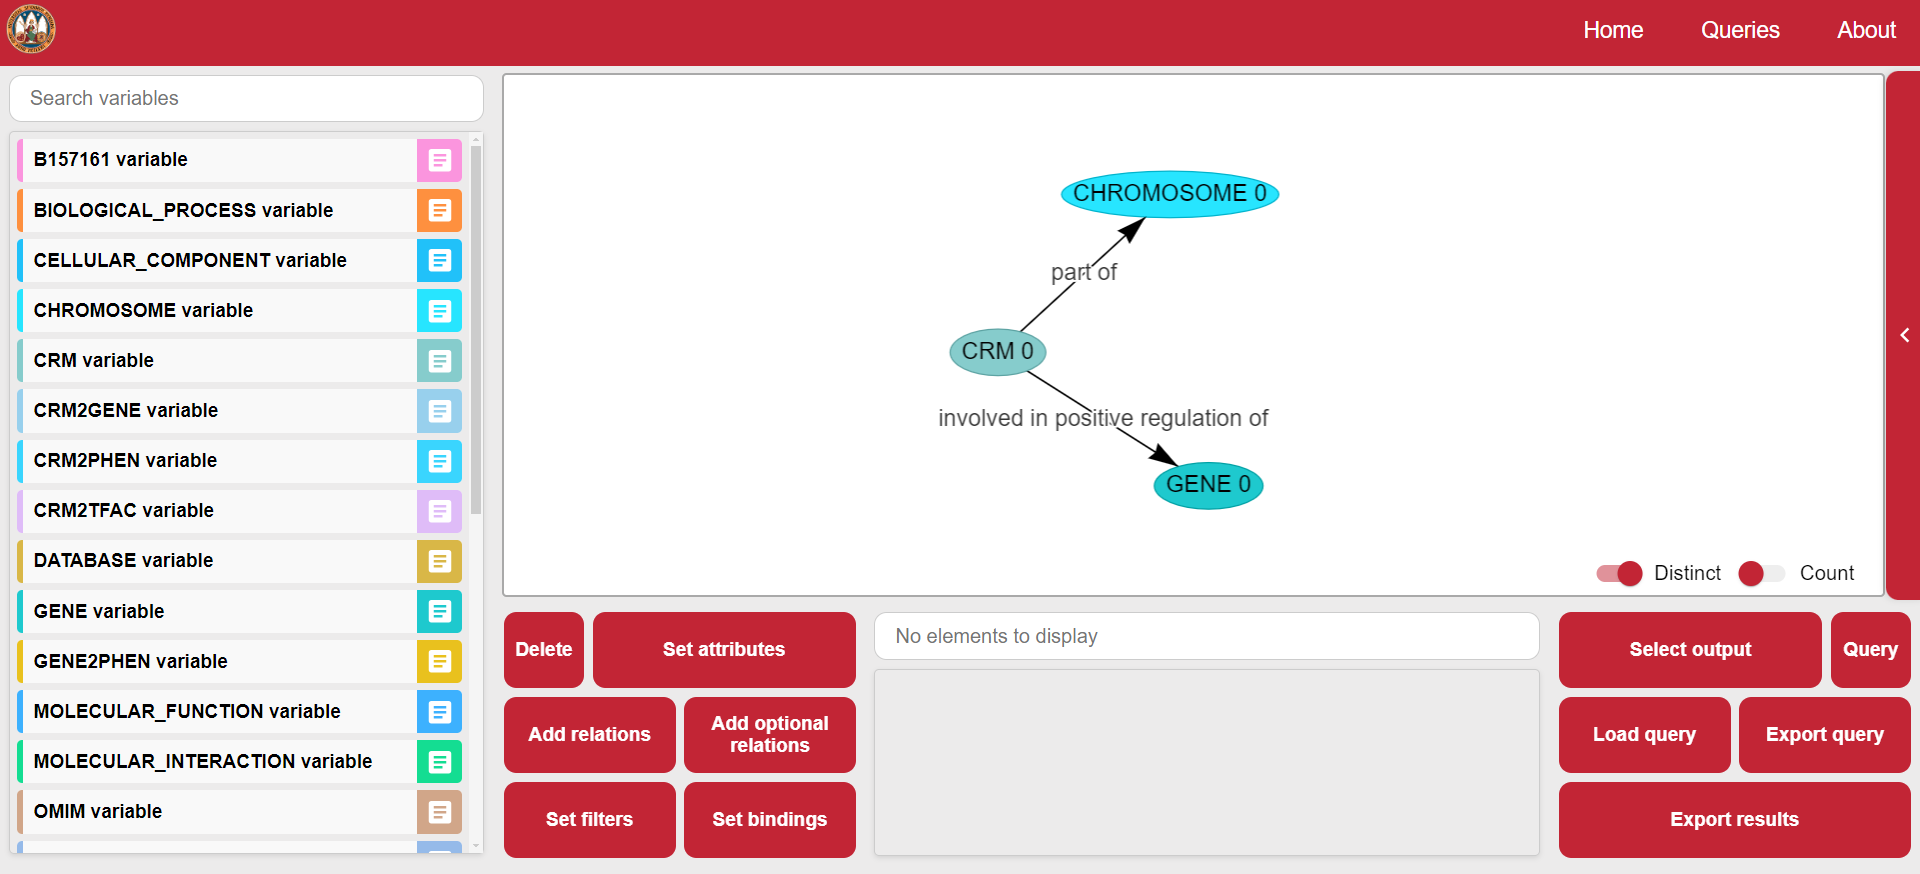 Home
Queries
About
Search variables
B157161 variable
BIOLOGICAL_PROCESS variable
CELLULAR_COMPONENT variable
CHROMOSOME variable
CRM variable
CRM2GENE variable
CRM2PHEN variable
CRM2TFAC variable
DATABASE variable
GENE variable
GENE2PHEN variable
MOLECULAR_FUNCTION variable
MOLECULAR_INTERACTION variable
OMIM variable
CHROMOSOME 0
part of
CRM 0
involved in positive regulation of
GENE 0
Distinct
Count
Delete
Set attributes
Add relations
Add optional
relations
Set filters
Set bindings
No elements to display
Select output
Query
Load query
Export query
Export results